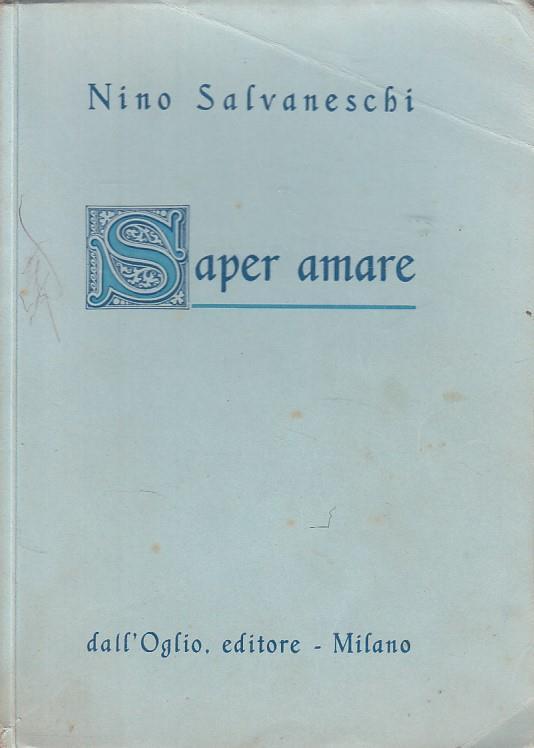 Nino Salvaneschi
Saper amare
dall'Oglio, editore - Milano